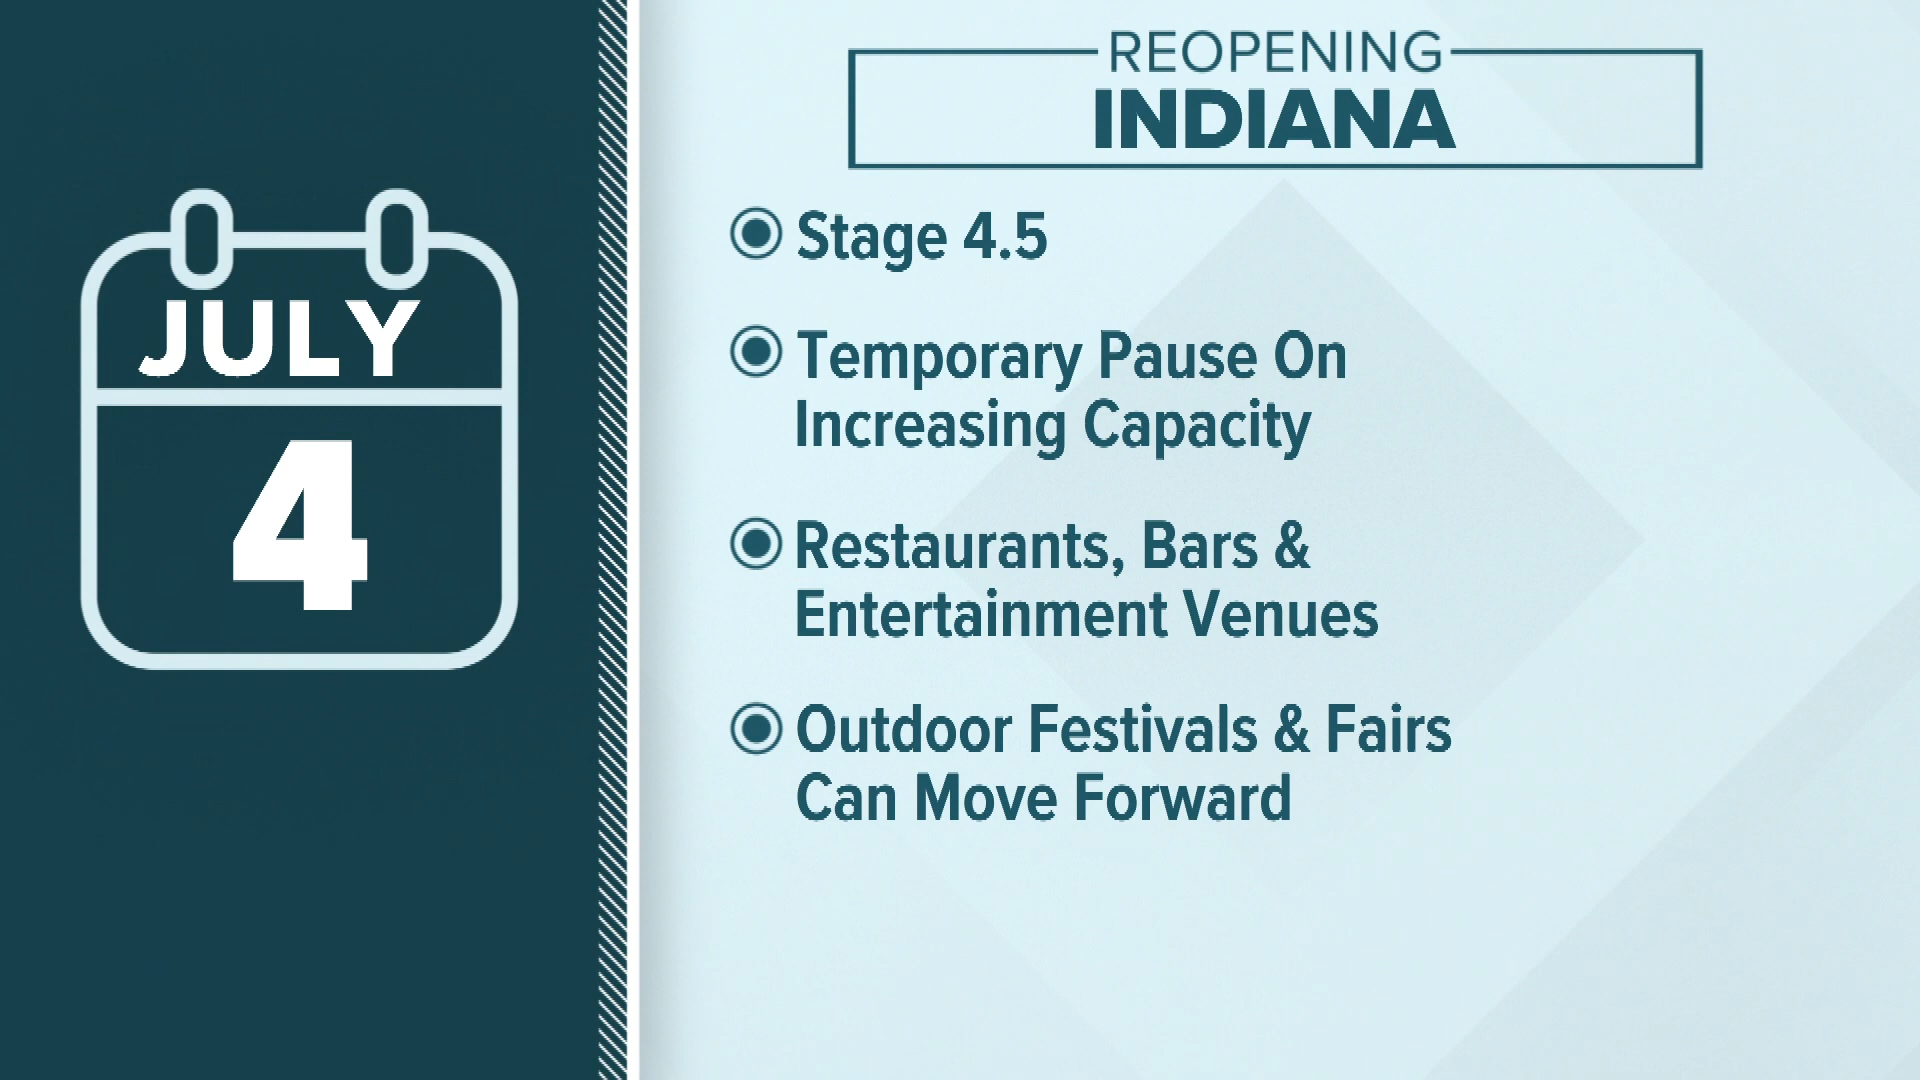 JULY
4
REOPENING
INDIANA
Stage 4.5
Temporary Pause On
Increasing Capacity
Restaurants, Bars &
Entertainment Venues
Outdoor Festivals & Fairs
Can Move Forward